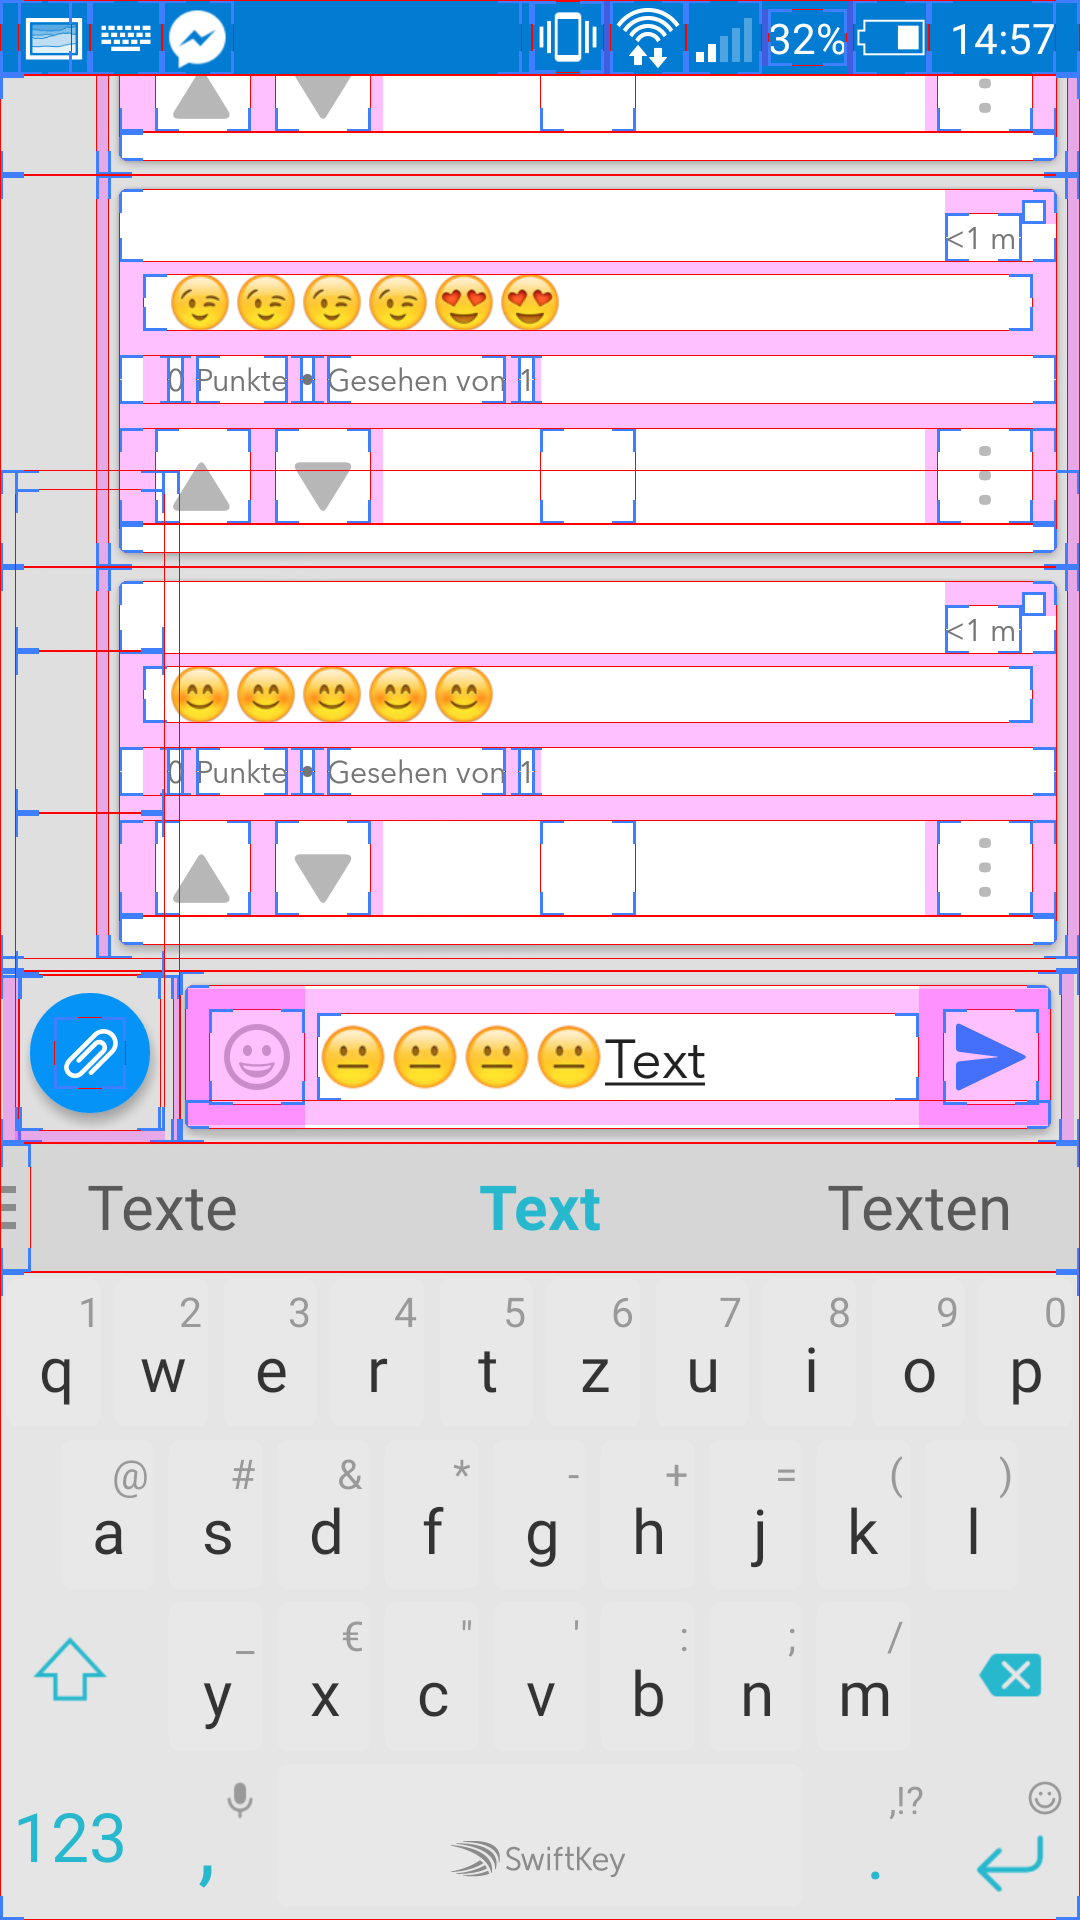 32% 14:57
<1 m
😉😉😉😉😍😍
0 Punkte • Gesehen von 1
<1 m
😊😊😊😊😊
0 Punkte • Gesehen von 1
😐😐😐😐Text
Texte Text Texten
1 2 3 4 5 6 7 8 9 0
q w e r t z u i o p
@ # & * - + = ( )
a s d f g h j k l
_ € " ' : ; /
y x c v b n m
,!?
123 , SwiftKey .